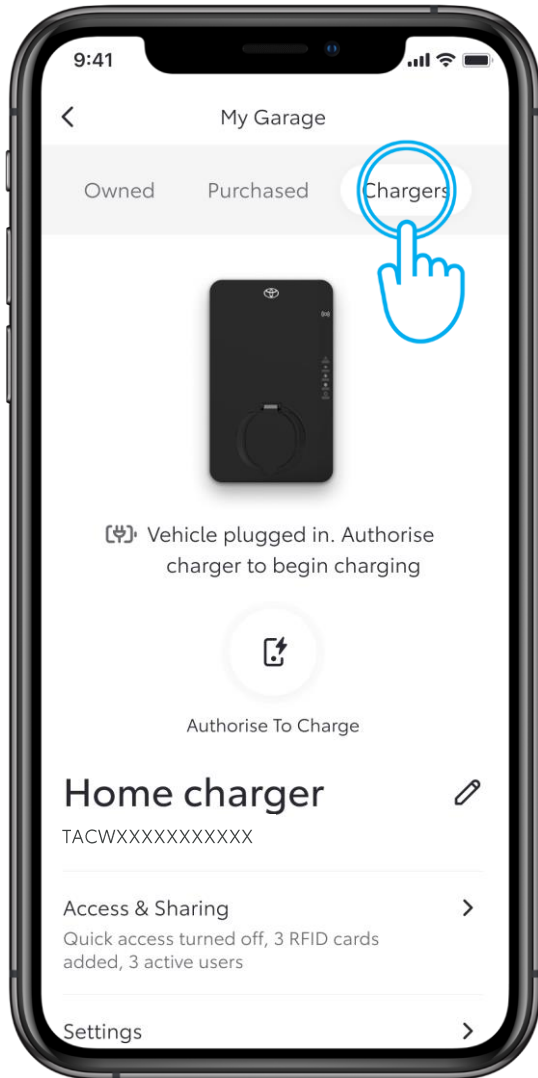 9:41
My Garage
Owned Purchased Chargers
Vehicle plugged in. Authorise
charger to begin charging
Authorise To Charge
Home charger
TACWXXXXXXXXXXX
Access & Sharing
Quick access turned off, 3 RFID cards
added, 3 active users
Settings